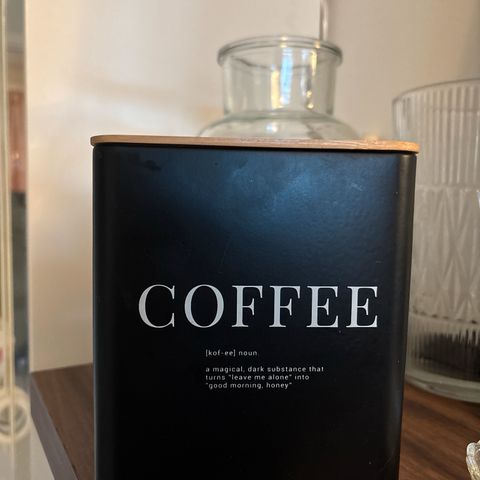 COFFEE
[kof-ee] noun
a magical, dark substance that
turns "leave me alone" into
"good morning, honey"